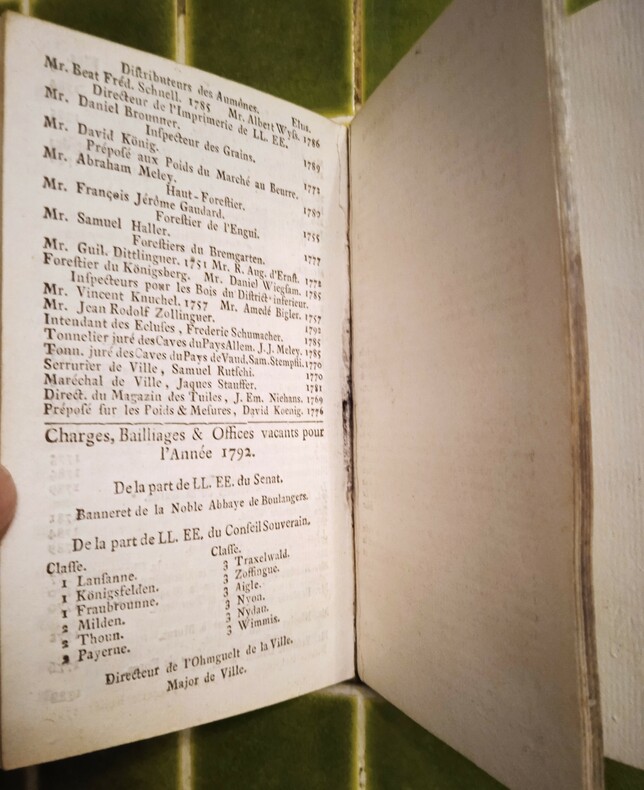 Distributeurs des Aumônes. Elus.
Mr. Beat Fréd. Schnell. 1785 Mr. Albert Wyſſ. 1786
Directeur de l'Imprimerie de LL. EE.
Mr. Daniel Brounner. 1789
Inſpecteur des Grains.
Mr. David König. 1772
Prépoſé aux Poids du Marché au Beurre.
Mr. Abraham Meley. 1787
Haut-Foreſtier.
Mr. François Jérôme Gaudard. 1755
Foreſtier de l'Engui.
Mr. Samuel Haller. 1777
Foreſtiers du Bremgarten.
Mr. Guil. Dittlinguer. 1751 Mr. R. Aug. d'Ernſt. 1772
Foreſtier du Königsberg. Mr. Daniel Wiegſam. 1785
Inſpecteurs pour les Bois du Diſtrict inferieur.
Mr. Vincent Knuchel. 1757 Mr. Amedé Bigler. 1757
Mr. Jean Rodolf Zollinguer. 1792
Intendant des Ecluſes, Frederic Schumacher. 1785
Tonnelier juré des Caves du Pays Allem. J. J. Meley. 1785
Tonn. juré des Caves du Pays de Vaud, Sam. Stempfli. 1770
Serrurier de Ville, Samuel Rutſchi. 1770
Maréchal de Ville, Jaques Stauffer. 1781
Direct. du Magazin des Tuiles, J. Em. Niehans. 1769
Prépoſé ſur les Poids & Meſures, David Koenig. 1776
Charges, Bailliages & Offices vacants pour
l'Année 1792.
De la part de LL. EE. du Senat.
Banneret de la Noble Abbaye de Boulangers.
De la part de LL. EE. du Conſeil Souverain.
Claſſe.
1 Lauſanne.
1 Königsfelden.
1 Fraubrounne.
2 Milden.
2 Thoun.
2 Payerne.
Claſſe.
3 Traxelwald.
3 Zoffingue.
3 Aigle.
3 Nyon.
3 Nydau.
3 Wimmis.
Directeur de l'Ohmguelt de la Ville.
Major de Ville.